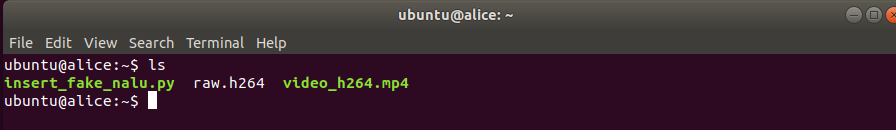 ubuntu@alice: ~
File Edit View Search Terminal Help
ubuntu@alice:~$ ls
insert_fake_nalu.py  raw.h264  video_h264.mp4
ubuntu@alice:~$